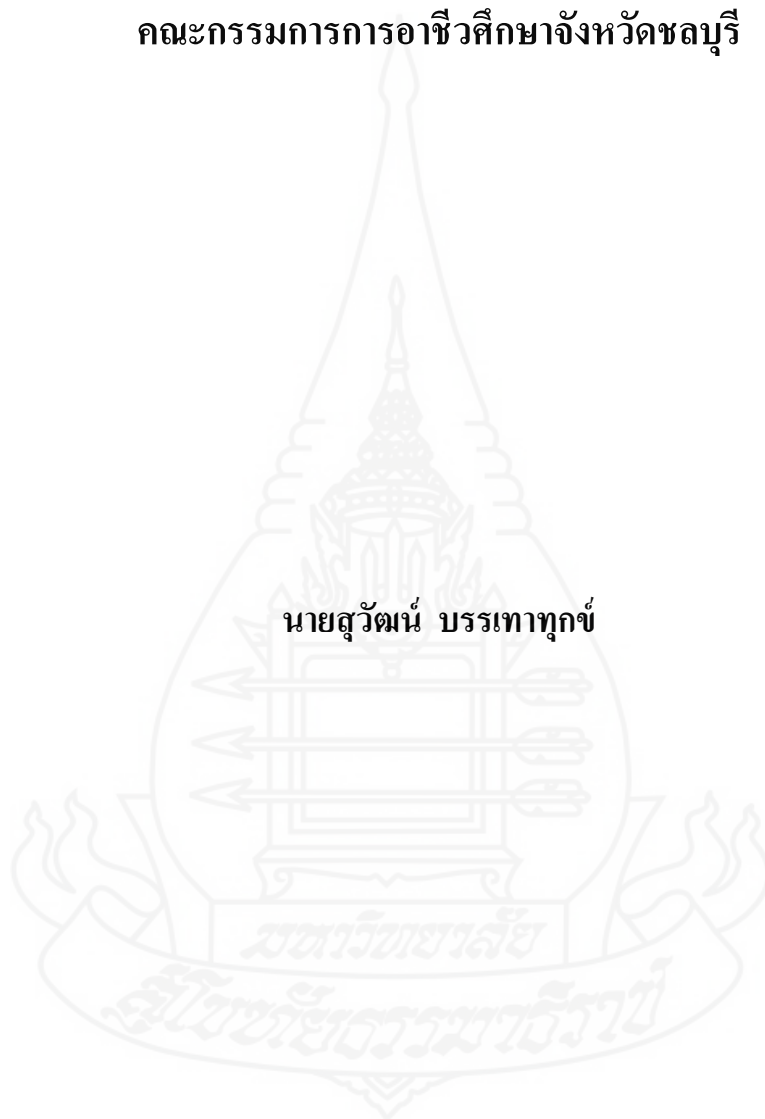 คณะกรรมการการอาชีวศึกษาจังหวัดชลบุรี
นายสุวัฒน์ บรรเทาทุกข์
มหาวิทยาลัย
สุโขทัยธรรมาธิราช